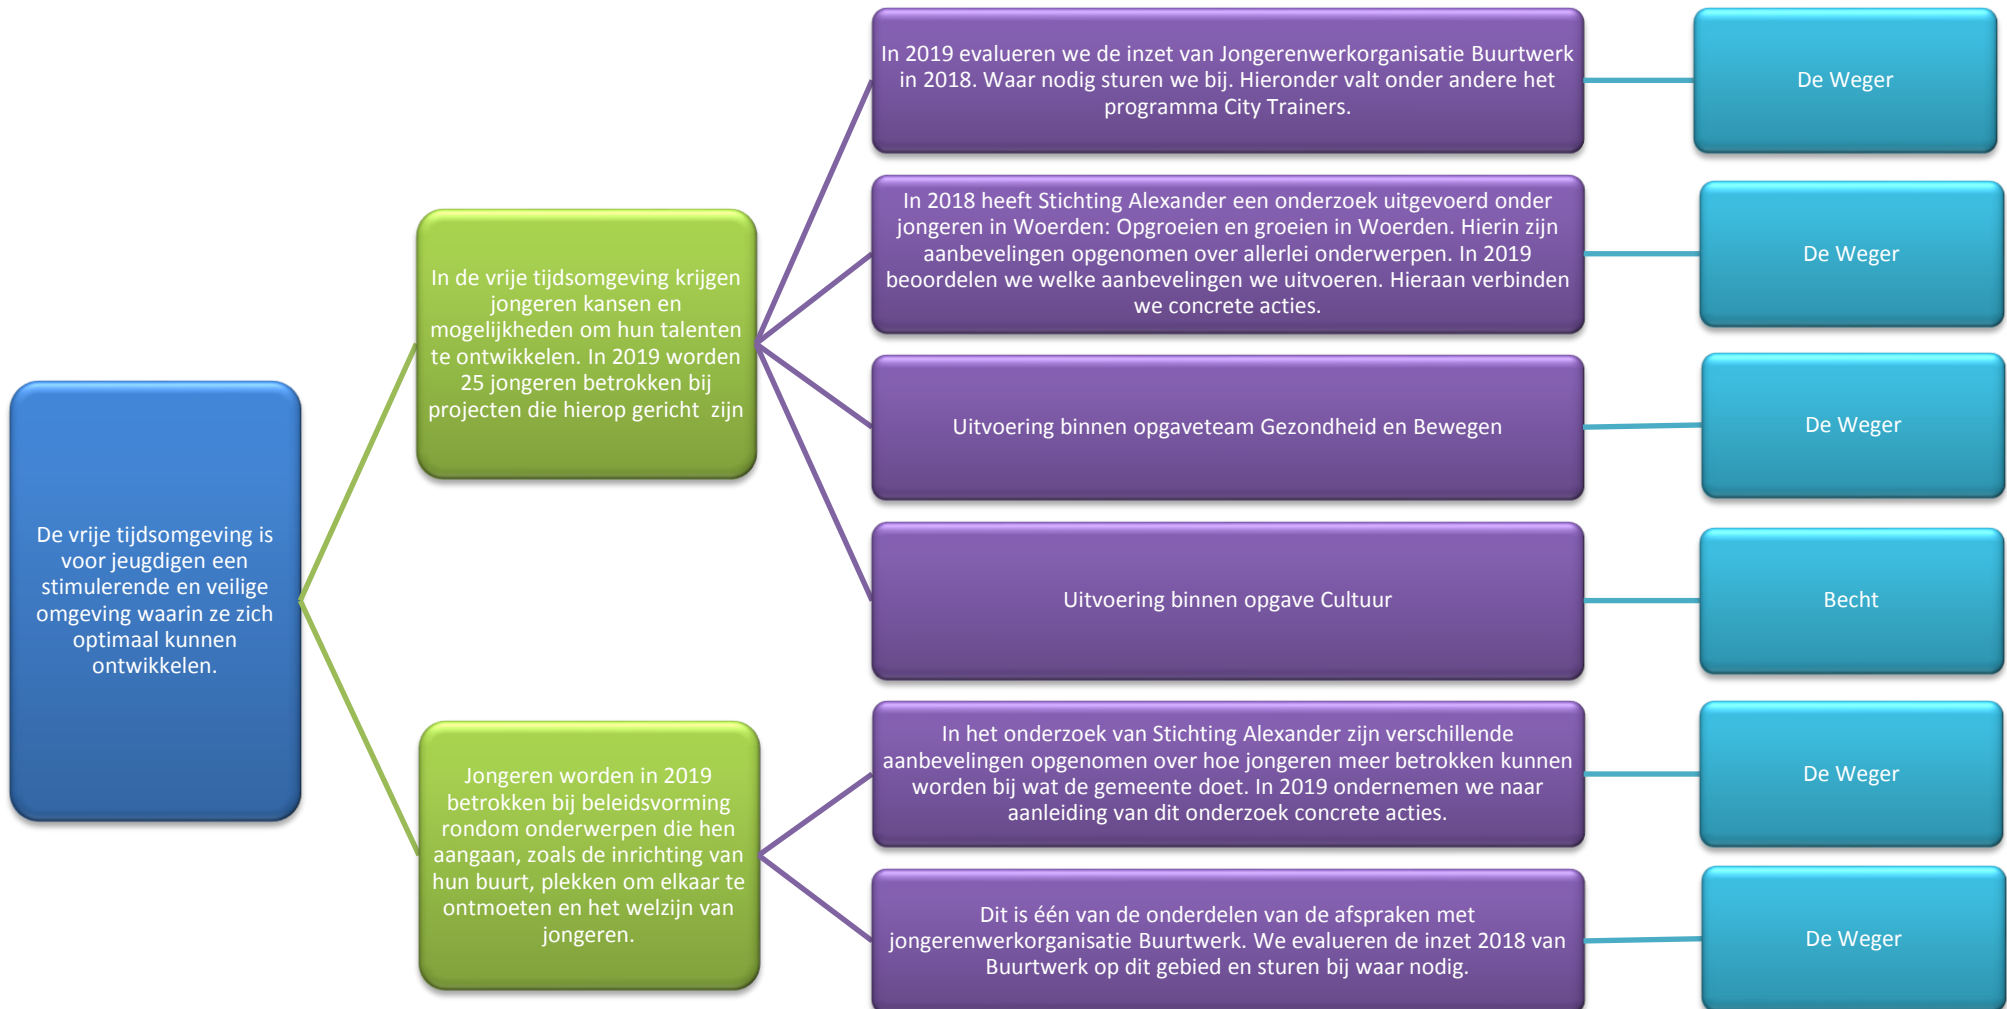 De vrije tijdsomgeving is
voor jeugdigen een
stimulerende en veilige
omgeving waarin ze zich
optimaal kunnen
ontwikkelen.
In de vrije tijdsomgeving krijgen
jongeren kansen en
mogelijkheden om hun talenten
te ontwikkelen. In 2019 worden
25 jongeren betrokken bij
projecten die hierop gericht zijn
In 2019 evalueren we de inzet van Jongerenwerkorganisatie Buurtwerk
in 2018. Waar nodig sturen we bij. Hieronder valt onder andere het
programma City Trainers.
De Weger
In 2018 heeft Stichting Alexander een onderzoek uitgevoerd onder
jongeren in Woerden: Opgroeien en groeien in Woerden. Hierin zijn
aanbevelingen opgenomen over allerlei onderwerpen. In 2019
beoordelen we welke aanbevelingen we uitvoeren. Hieraan verbinden
we concrete acties.
De Weger
Uitvoering binnen opgaveteam Gezondheid en Bewegen
De Weger
Uitvoering binnen opgave Cultuur
Becht
Jongeren worden in 2019
betrokken bij beleidsvorming
rondom onderwerpen die hen
aangaan, zoals de inrichting van
hun buurt, plekken om elkaar te
ontmoeten en het welzijn van
jongeren.
In het onderzoek van Stichting Alexander zijn verschillende
aanbevelingen opgenomen over hoe jongeren meer betrokken kunnen
worden bij wat de gemeente doet. In 2019 ondernemen we naar
aanleiding van dit onderzoek concrete acties.
De Weger
Dit is één van de onderdelen van de afspraken met
jongerenwerkorganisatie Buurtwerk. We evalueren de inzet 2018 van
Buurtwerk op dit gebied en sturen bij waar nodig.
De Weger